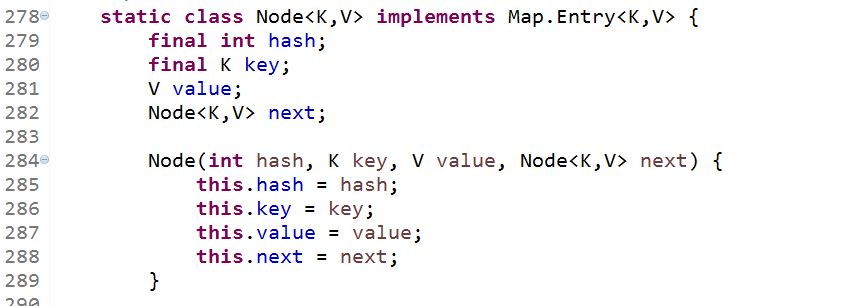 278 static class Node<K,V> implements Map.Entry<K,V> {
279 final int hash;
280 final K key;
281 V value;
282 Node<K,V> next;
283
284 Node(int hash, K key, V value, Node<K,V> next) {
285 this.hash = hash;
286 this.key = key;
287 this.value = value;
288 this.next = next;
289 }
290